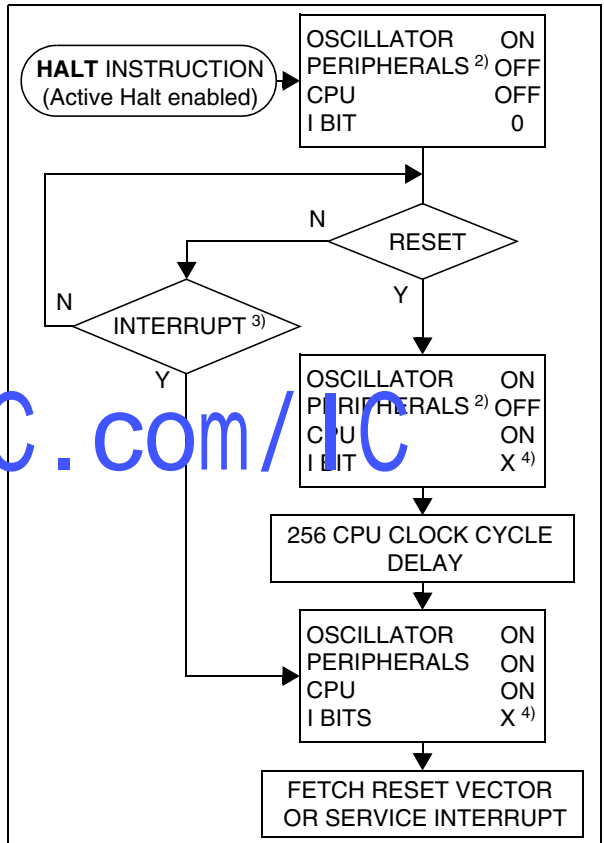 HALT INSTRUCTION
(Active Halt enabled)
OSCILLATOR ON
PERIPHERALS 2) OFF
CPU OFF
I BIT 0
N
RESET
Y
N
INTERRUPT 3)
Y
OSCILLATOR ON
PERIPHERALS 2) OFF
CPU ON
I BIT X 4)
C.com/IC
256 CPU CLOCK CYCLE
DELAY
OSCILLATOR ON
PERIPHERALS ON
CPU ON
I BITS X 4)
FETCH RESET VECTOR
OR SERVICE INTERRUPT